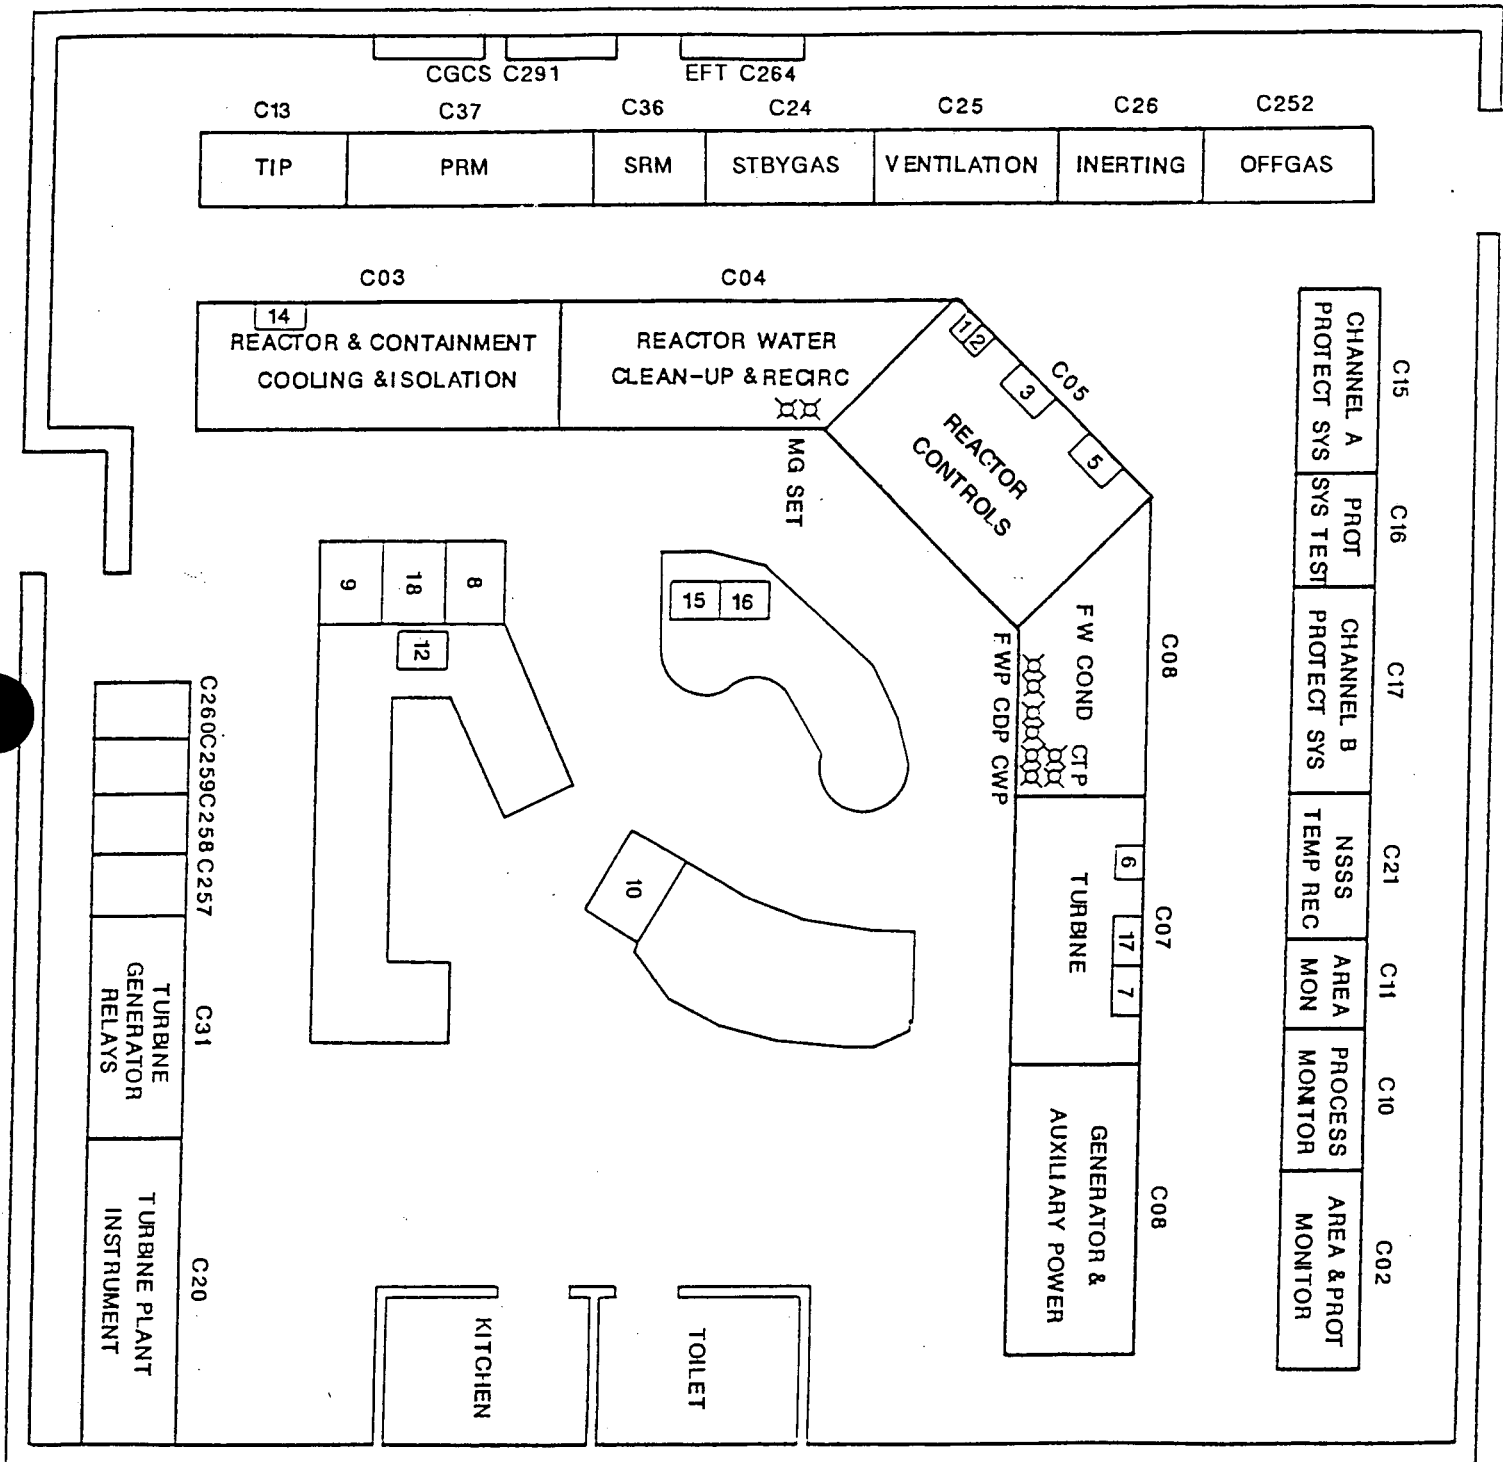 CGCS C291
EFT C264
C13
C37
C36
C24
C25
C26
C252
TIP
PRM
SRM
STBYGAS
VENTILATION
INERTING
OFFGAS
C03
C04
14
REACTOR & CONTAINMENT
COOLING & ISOLATION
REACTOR WATER
CLEAN-UP & RECIRC
MG SET
1
2
3
5
C05
REACTOR
CONTROLS
CHANNEL A
PROTECT SYS
C15
PROT
SYS TEST
C16
CHANNEL B
PROTECT SYS
C17
NSSS
TEMP REC
C21
AREA
MON
C11
PROCESS
MONITOR
C10
AREA & PROT
MONITOR
C02
9
18
8
12
15
16
10
FW COND
CTP
FWP CDP CWP
C08
6
17
7
TURBINE
C07
GENERATOR &
AUXILIARY POWER
C08
C260
C259
C258
C257
TURBINE
GENERATOR
RELAYS
C31
TURBINE PLANT
INSTRUMENT
C20
KITCHEN
TOILET